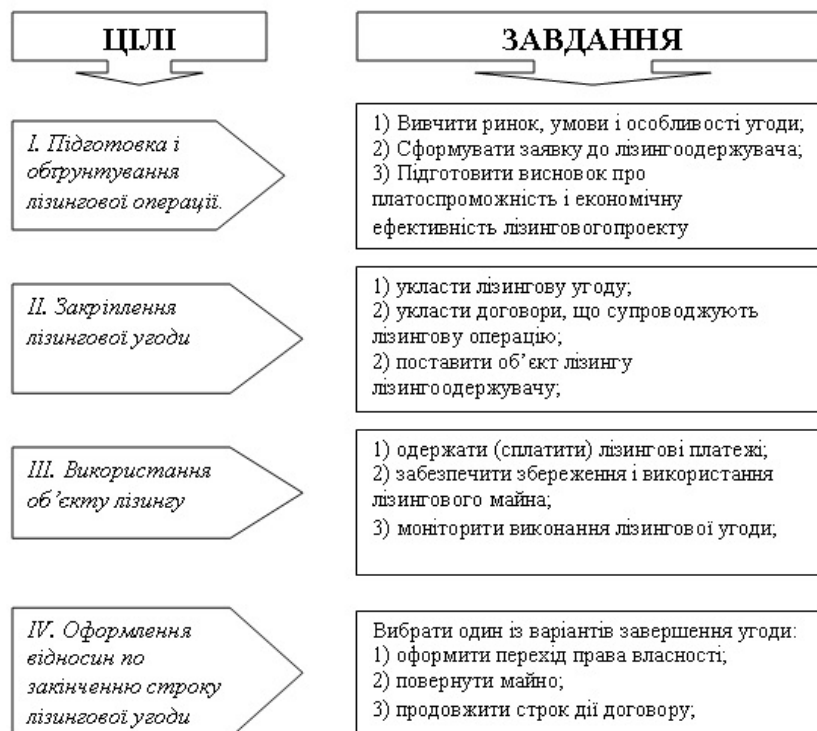 ЦІЛІ
ЗАВДАННЯ
І. Підготовка і
обґрунтування
лізингової операції.
1) Вивчити ринок, умови і особливості угоди;
2) Сформувати заявку до лізингоодержувача;
3) Підготовити висновок про
платоспроможність і економічну
ефективність лізинговогопроекту
ІІ. Закріплення
лізингової угоди
1) укласти лізингову угоду;
2) укласти договори, що супроводжують
лізингову операцію;
2) поставити об’єкт лізингу
лізингоодержувачу;
ІІІ. Використання
об’єкту лізингу
1) одержати (сплатити) лізингові платежі;
2) забезпечити збереження і використання
лізингового майна;
3) моніторити виконання лізингової угоди;
IV. Оформлення
відносин по
закінченню строку
лізингової угоди
Вибрати один із варіантів завершення угоди:
1) оформити перехід права власності;
2) повернути майно;
3) продовжити строк дії договору;